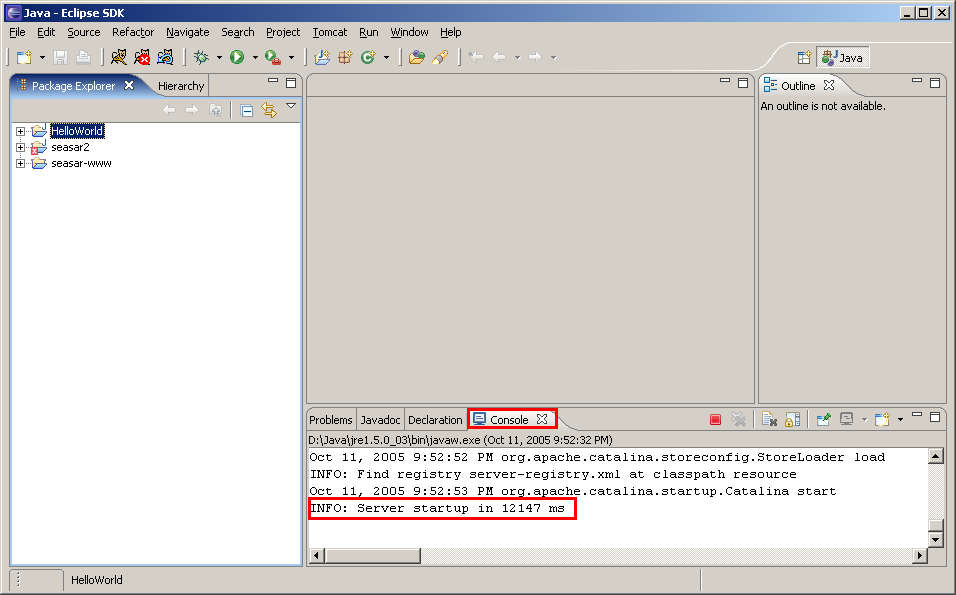 Java - Eclipse SDK
File Edit Source Refactor Navigate Search Project Tomcat Run Window Help
Java
Package Explorer Hierarchy
Outline
An outline is not available.
HelloWorld
seasar2
seasar-www
Problems Javadoc Declaration Console
D:\Java\jre1.5.0_03\bin\javaw.exe (Oct 11, 2005 9:52:32 PM)
Oct 11, 2005 9:52:52 PM org.apache.catalina.storeconfig.StoreLoader load
INFO: Find registry server-registry.xml at classpath resource
Oct 11, 2005 9:52:53 PM org.apache.catalina.startup.Catalina start
INFO: Server startup in 12147 ms
HelloWorld